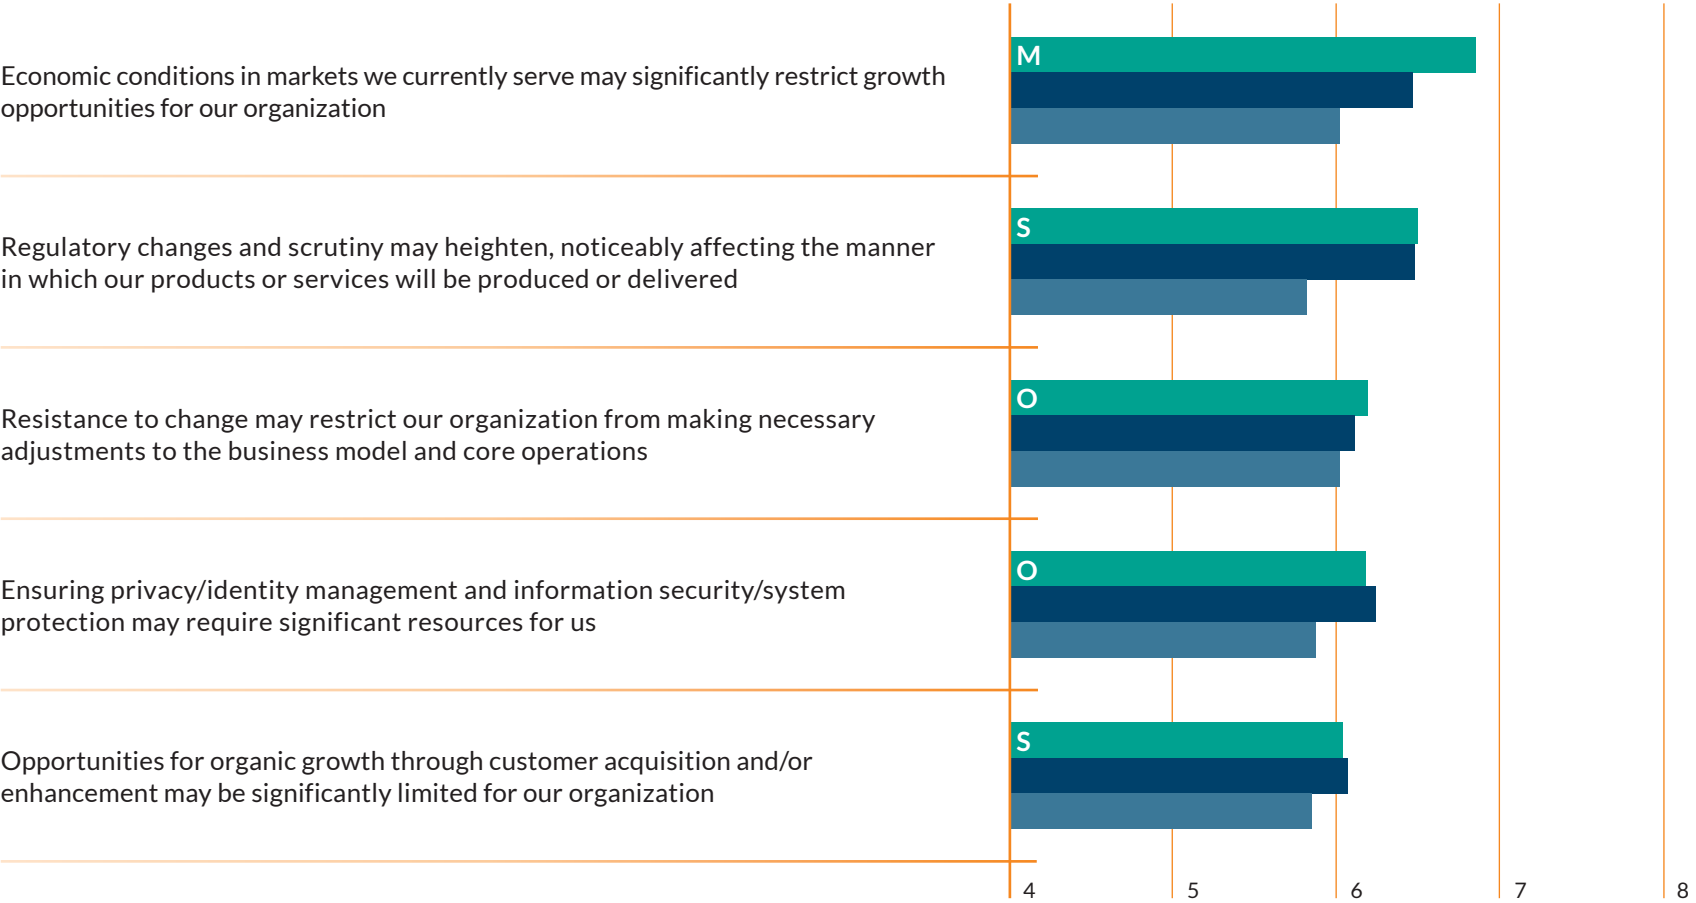 Economic conditions in markets we currently serve may significantly restrict growth
opportunities for our organization
M
Regulatory changes and scrutiny may heighten, noticeably affecting the manner
in which our products or services will be produced or delivered
S
Resistance to change may restrict our organization from making necessary
adjustments to the business model and core operations
O
Ensuring privacy/identity management and information security/system
protection may require significant resources for us
O
Opportunities for organic growth through customer acquisition and/or
enhancement may be significantly limited for our organization
S
4 5 6 7 8